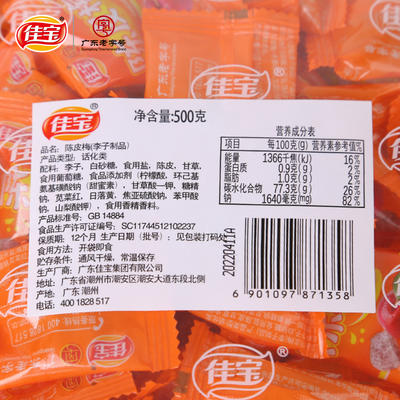 佳宝®
广东老字号
Guangdong Time-honored Brand
佳宝®
净含量:500克
品名: 陈皮梅(李子制品)
产品类型: 话化类
配料: 李子、白砂糖、食用盐、陈皮、甘草、
食用葡萄糖、食品添加剂(柠檬酸、环己基
氨基磺酸钠(甜蜜素)、甘草酸一钾、糖精
钠、苋菜红、日落黄、焦亚硫酸钠、苯甲酸
钠、山梨酸钾)、食用香精香料。
产品标准号: GB 14884
食品生产许可证编号: SC11744512102237
保质期: 12个月 生产日期(批号): 见包装打码处
食用方法: 开袋即食
贮存方法: 通风干燥, 常温保存
生产厂商: 广东佳宝集团有限公司
地址: 广东省潮州市潮安区潮安大道东段北侧
产地: 广东 潮州
电话: 400 1828 517
营养成分表
项目 每100克(g) 营养素参考值%
能量 1366千焦(kJ) 16%
蛋白质 0.9克(g) 2%
脂肪 1.0克(g) 2%
碳水化合物 77.3克(g) 26%
钠 1640毫克(mg) 82%
20220411A
6 901097 871358
佳宝
佳宝